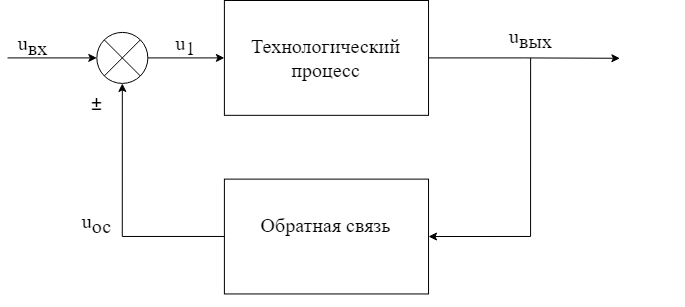 uвх
u1
Технологический
процесс
uвых
±
uос
Обратная связь